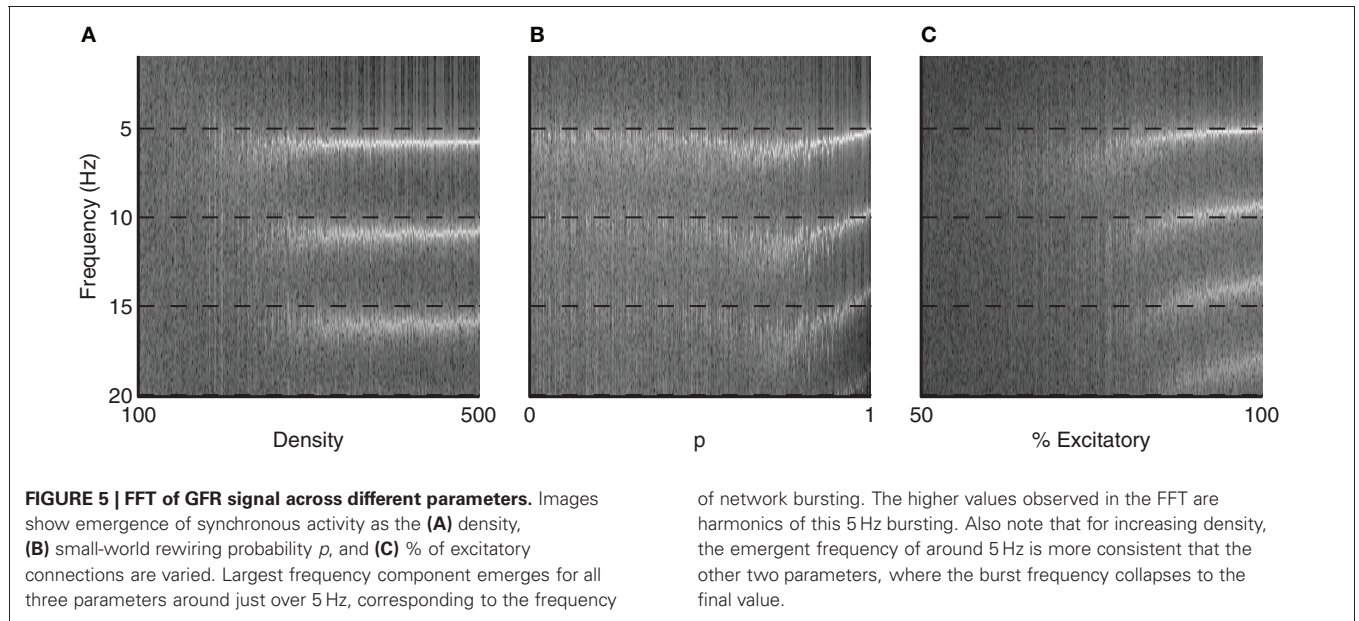 A
B
C
5
10
15
20
Frequency (Hz)
100
500
Density
0
1
p
50
100
% Excitatory
FIGURE 5 | FFT of GFR signal across different parameters. Images
show emergence of synchronous activity as the (A) density,
(B) small-world rewiring probability p, and (C) % of excitatory
connections are varied. Largest frequency component emerges for all
three parameters around just over 5 Hz, corresponding to the frequency
of network bursting. The higher values observed in the FFT are
harmonics of this 5 Hz bursting. Also note that for increasing density,
the emergent frequency of around 5 Hz is more consistent that the
other two parameters, where the burst frequency collapses to the
final value.